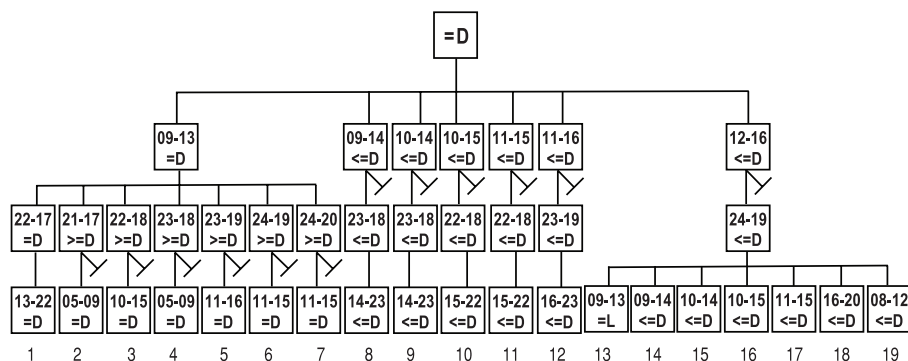 =D
09-13 09-14 10-14 10-15 11-15 11-16 12-16
=D <=D <=D <=D <=D <=D <=D
22-17 21-17 22-18 23-18 23-19 24-19 24-20 23-18 23-18 22-18 22-18 23-19 24-19
=D >=D >=D >=D >=D >=D >=D <=D <=D <=D <=D <=D <=D
13-22 05-09 10-15 05-09 11-16 11-15 11-15 14-23 14-23 15-22 15-22 16-23 09-13 09-14 10-14 10-15 11-15 16-20 08-12
=D =D =D =D =D =D =D <=D <=D <=D <=D <=D =L <=D <=D <=D <=D <=D <=D
1 2 3 4 5 6 7 8 9 10 11 12 13 14 15 16 17 18 19